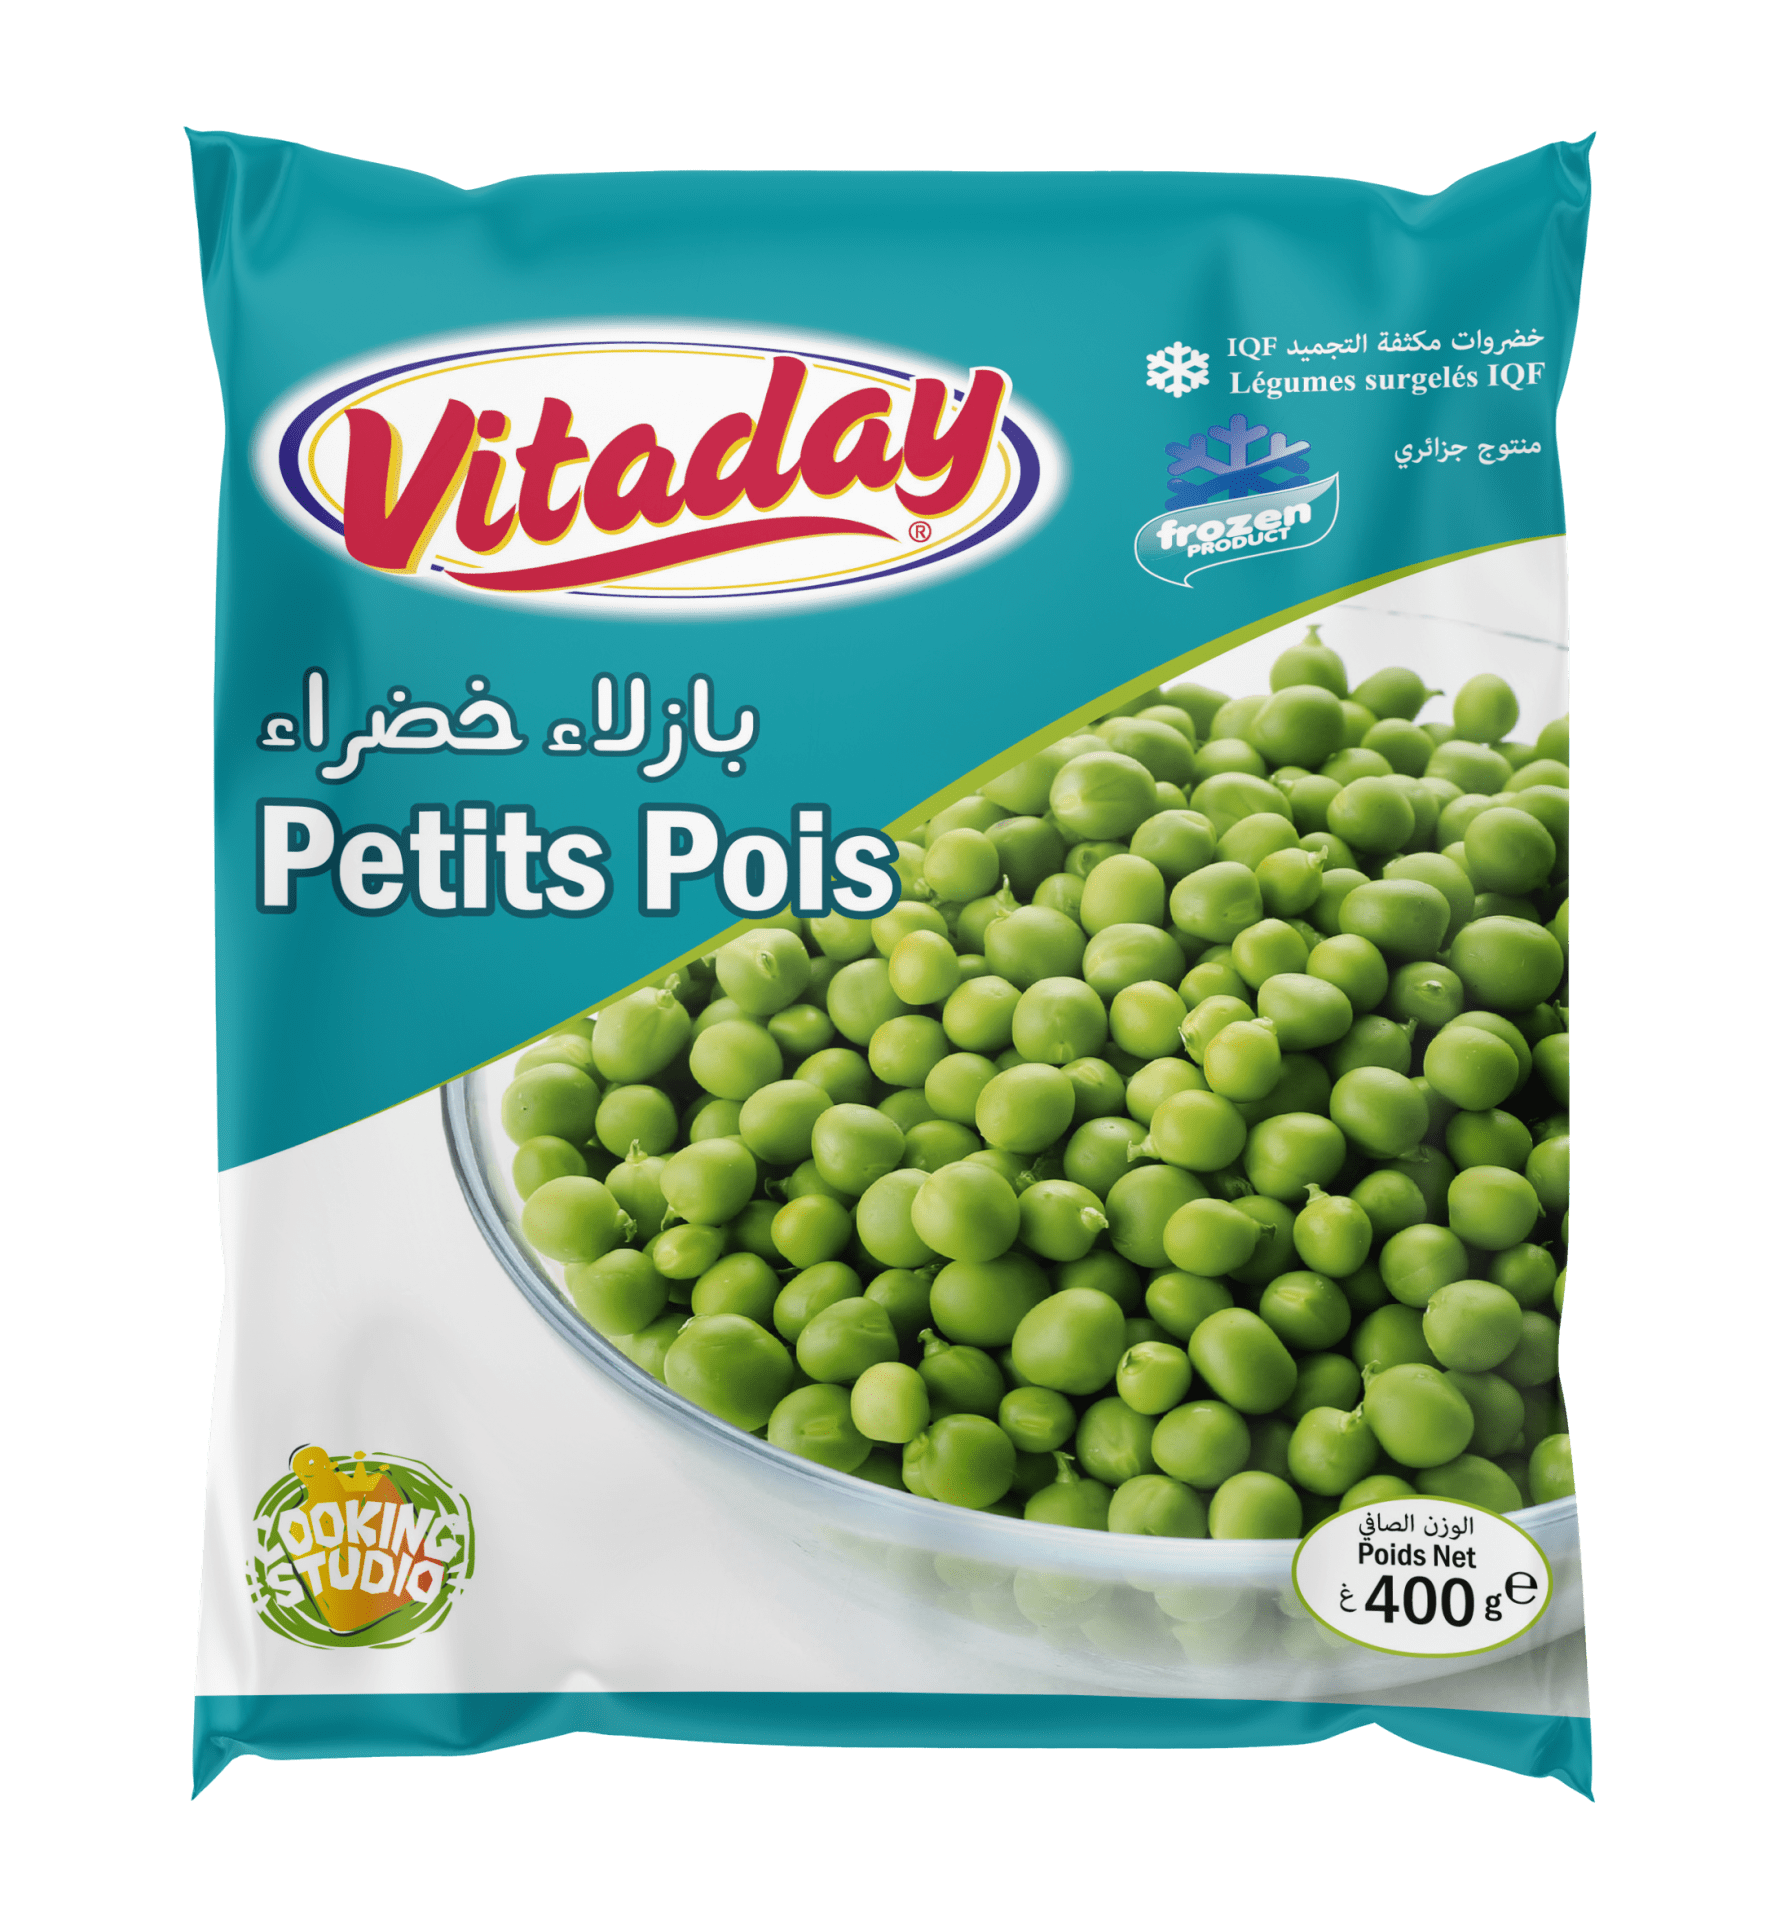 Vitaday
®
خضروات مكثفة التجميد IQF
Légumes surgelés IQF
منتوج جزائري
frozen
PRODUCT
بازلاء خضراء
Petits Pois
COOKING
STUDIO
الوزن الصافي
Poids Net
غ 400 g ℮